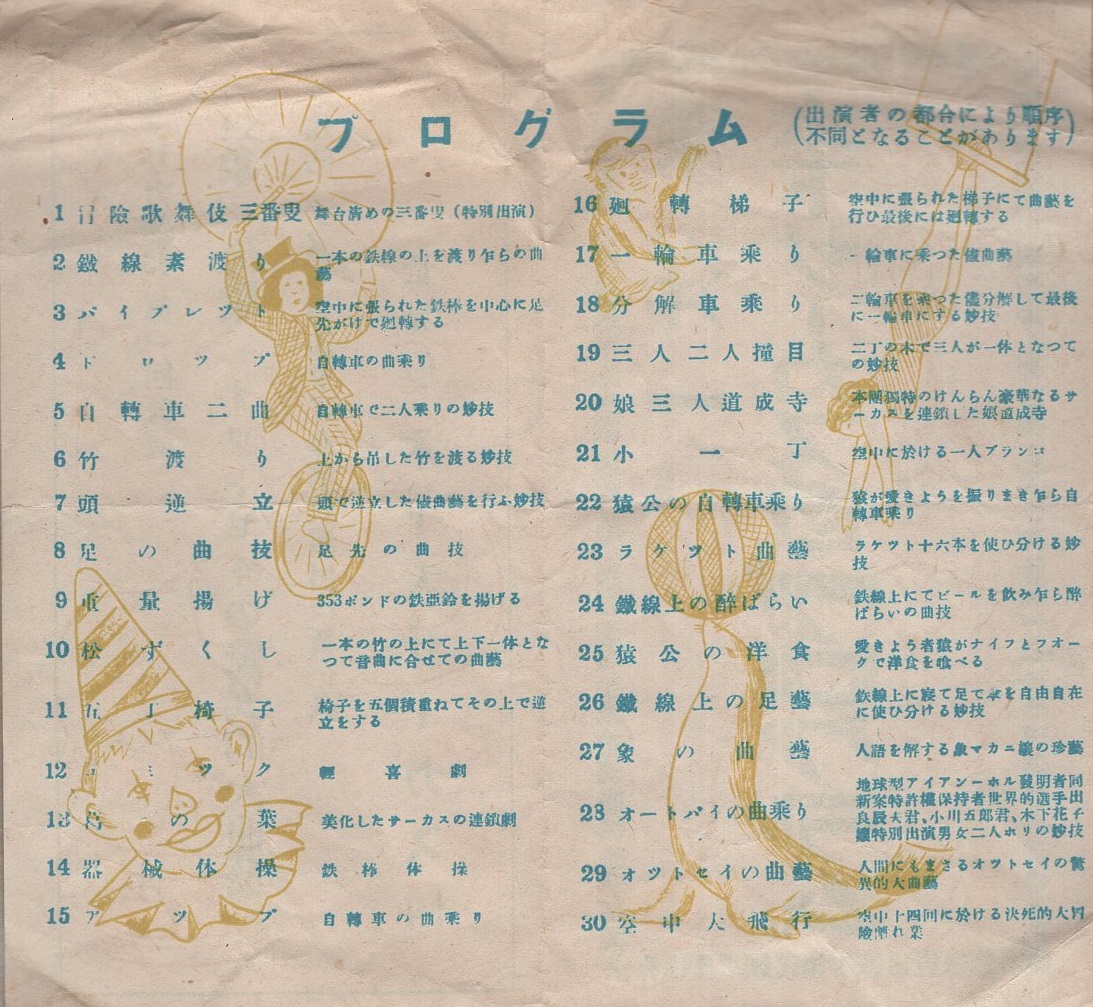 プログラム
(出演者の都合により順序
不同となることがあります)
1 冒險歌舞伎三番叟 舞台淸めの三番叟(特別出演)
2 鐵線素渡り 一本の鉄線の上を渡り乍らの曲
藝
3 パイプレット 空中に張られた鉄棒を中心に足
先がけで廻轉する
4 ドロップ 自轉車の曲乘り
5 自轉車二曲 自轉車で二人乘りの妙技
6 竹渡り 上から吊した竹を渡る妙技
7 頭逆立 頭で逆立した儘曲藝を行ふ妙技
8 足の曲技 足先の曲技
9 重量揚げ 353ポンドの鉄亜鈴を揚げる
10 松ずくし 一本の竹の上にて上下一体とな
つて音曲に合せての曲藝
11 五丁椅子 椅子を五個積重ねてその上で逆
立をする
12 コミック 輕喜劇
13 葛の葉 美化したサーカスの連鎖劇
14 器械体操 鉄棒体操
15 アップ 自轉車の曲乘り
16 廻轉梯子 空中に張られた梯子にて曲藝を
行ひ最後には廻轉する
17 一輪車乘り 一輪車に乘つた儘曲藝
18 分解車乘り 二輪車を乘つた儘分解して最後
に一輪車にする妙技
19 三人二人撞目 二丁の木で三人が一体となつて
の妙技
20 娘三人道成寺 本團獨特のけんらん豪華なるサ
ーカスを連鎖した娘道成寺
21 小一丁 空中に於ける一人ブランコ
22 猿公の自轉車乘り 猿が愛きようを振りまき乍ら自
轉車乘り
23 ラケツト曲藝 ラケツト十六本を使ひ分ける妙
技
24 鐵線上の醉ぱらい 鉄線上にてビールを飲み乍ら醉
ぱらいの曲技
25 猿公の洋食 愛きよう者猿がナイフとフオー
クで洋食を喰べる
26 鐵線上の足藝 鉄線上に寝て足で傘を自由自在
に使ひ分ける妙技
27 象の曲藝 人語を解する象マカニ孃の珍藝
28 オートバイの曲乘り 地球型アイアンーホル發明者同
新案特許權保持者世界的選手出
良辰夫君、小川五郎君、木下花子
孃特別出演男女二人ホリの妙技
29 オツトセイの曲藝 人間にもまさるオツトセイの驚
異的大曲藝
30 空中大飛行 空中十四回に於ける決死的大冒
險離れ業